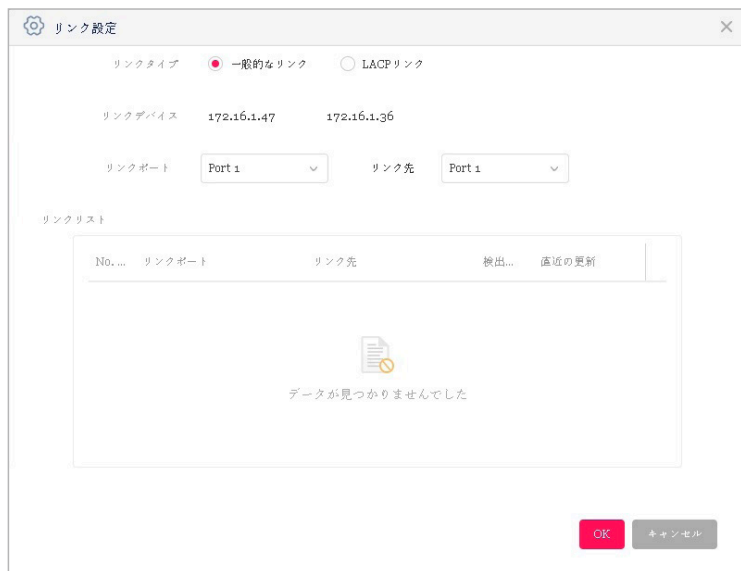 リンク設定
リンクタイプ 一般的なリンク LACPリンク
リンクデバイス 172.16.1.47 172.16.1.36
リンクポート Port 1 リンク先 Port 1
リンクリスト
No. ... リンクポート リンク先 検出... 直近の更新
データが見つかりませんでした
OK キャンセル